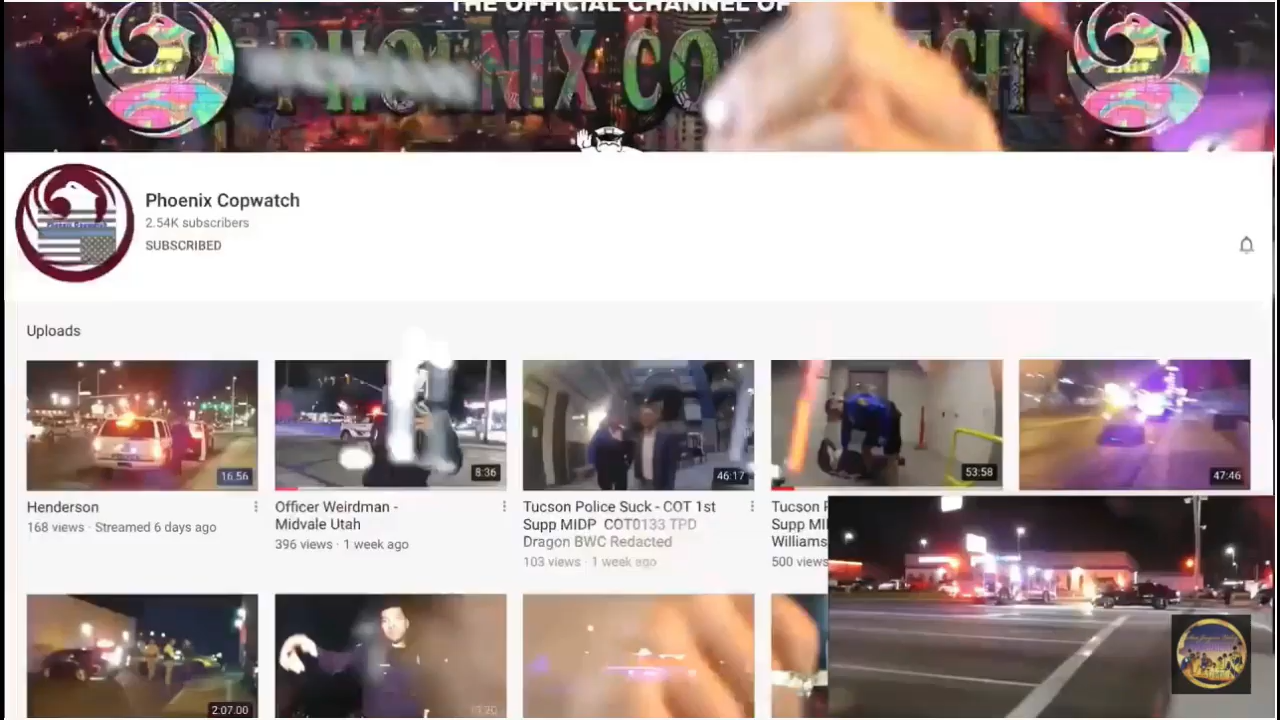 THE OFFICIAL CHANNEL OF
PHOENIX COPWATCH
Phoenix Copwatch
2.54K subscribers
SUBSCRIBED
Uploads
16:56
8:36
46:17
53:58
47:46
Henderson
168 views · Streamed 6 days ago
Officer Weirdman -
Midvale Utah
396 views · 1 week ago
Tucson Police Suck - COT 1st
Supp MIDP COT0133 TPD
Dragon BWC Redacted
103 views · 1 week ago
Tucson
Supp MI
Williams
500 views
2:07:00